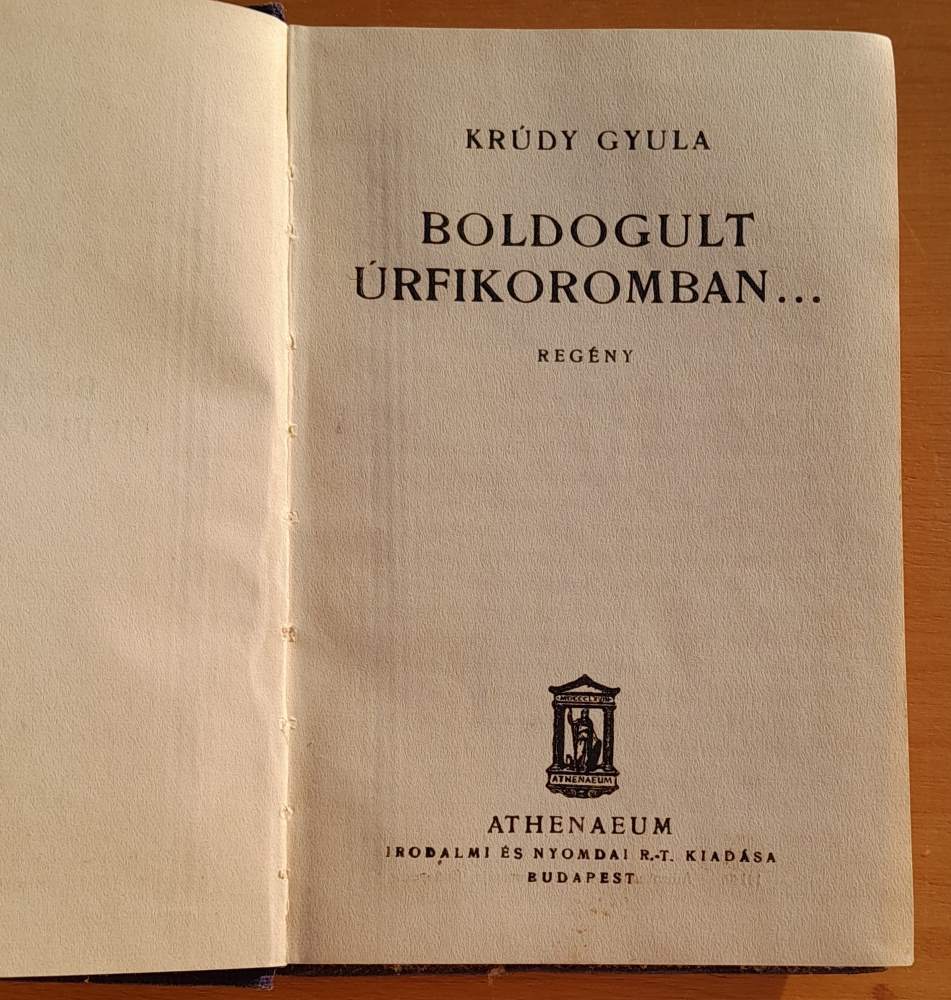 KRÚDY GYULA
BOLDOGULT
ÚRFIKOROMBAN...
REGÉNY
ATHENAEUM
ATHENAEUM
IRODALMI ÉS NYOMDAI R.-T. KIADÁSA
BUDAPEST